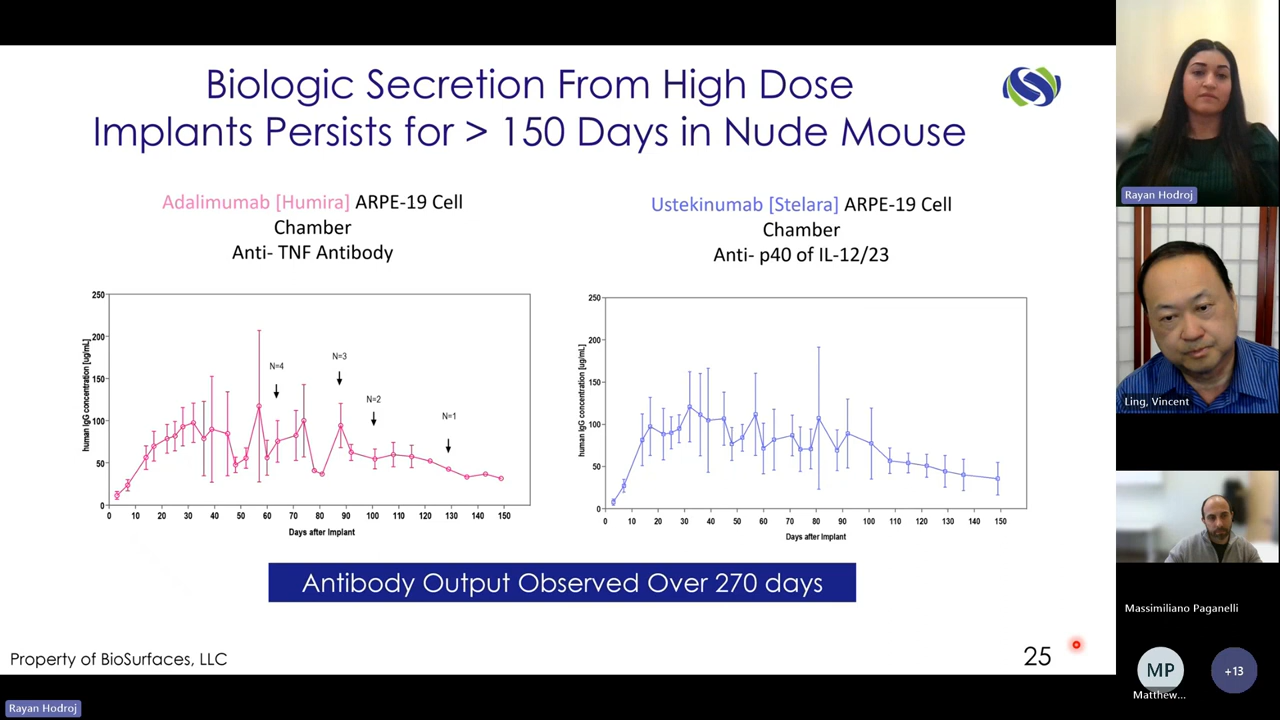 Biologic Secretion From High Dose
Implants Persists for > 150 Days in Nude Mouse
Adalimumab [Humira] ARPE-19 Cell
Chamber
Anti- TNF Antibody
250
200
150
100
50
0
human IgG concentration [ug/mL]
N=4
N=3
N=2
N=1
0 10 20 30 40 50 60 70 80 90 100 110 120 130 140 150
Days after Implant
Ustekinumab [Stelara] ARPE-19 Cell
Chamber
Anti- p40 of IL-12/23
250
200
150
100
50
0
human IgG concentration [ug/mL]
0 10 20 30 40 50 60 70 80 90 100 110 120 130 140 150
Days after Implant
Antibody Output Observed Over 270 days
Property of BioSurfaces, LLC
25
Rayan Hodroj
Rayan Hodroj
Ling, Vincent
Massimiliano Paganelli
MP
Matthew...
+13